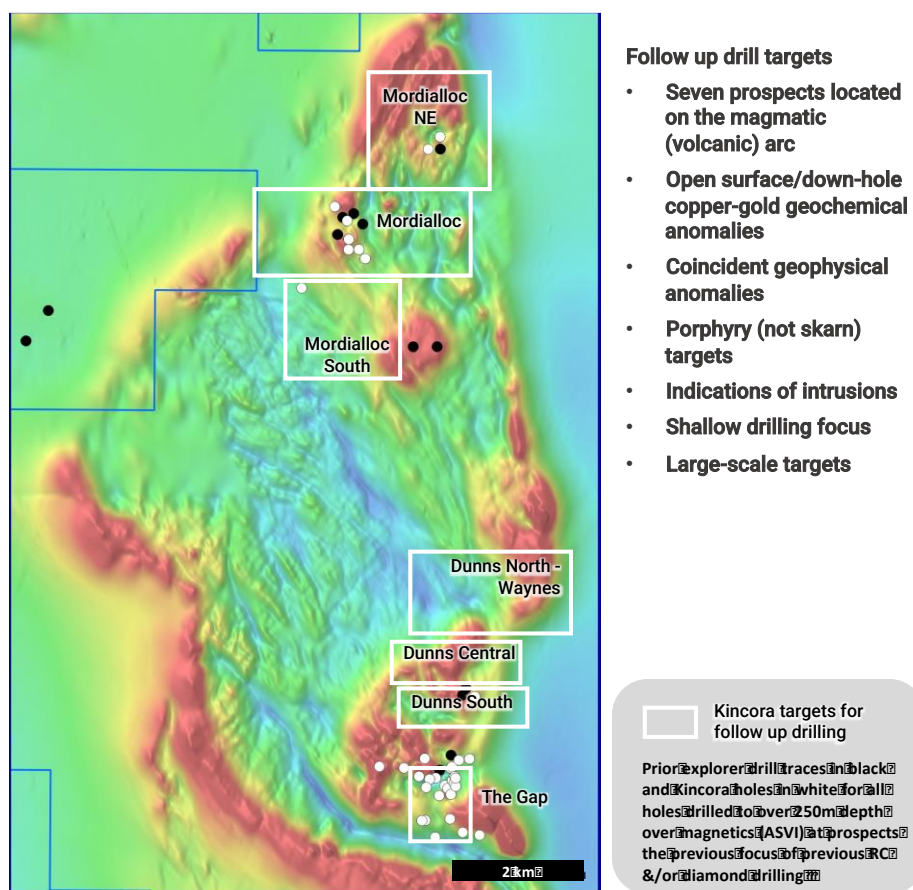 Mordialloc
NE
Mordialloc
Mordialloc
South
Dunns North -
Waynes
Dunns Central
Dunns South
The Gap
2 km
Follow up drill targets
• Seven prospects located
on the magmatic
(volcanic) arc
• Open surface/down-hole
copper-gold geochemical
anomalies
• Coincident geophysical
anomalies
• Porphyry (not skarn)
targets
• Indications of intrusions
• Shallow drilling focus
• Large-scale targets
Kincora targets for
follow up drilling
Prior explorer drill traces in black
and Kincora holes in white for all
holes drilled to over 250m depth
over magnetics (ASVI) at prospects
the previous focus of previous RC
&/or diamond drilling